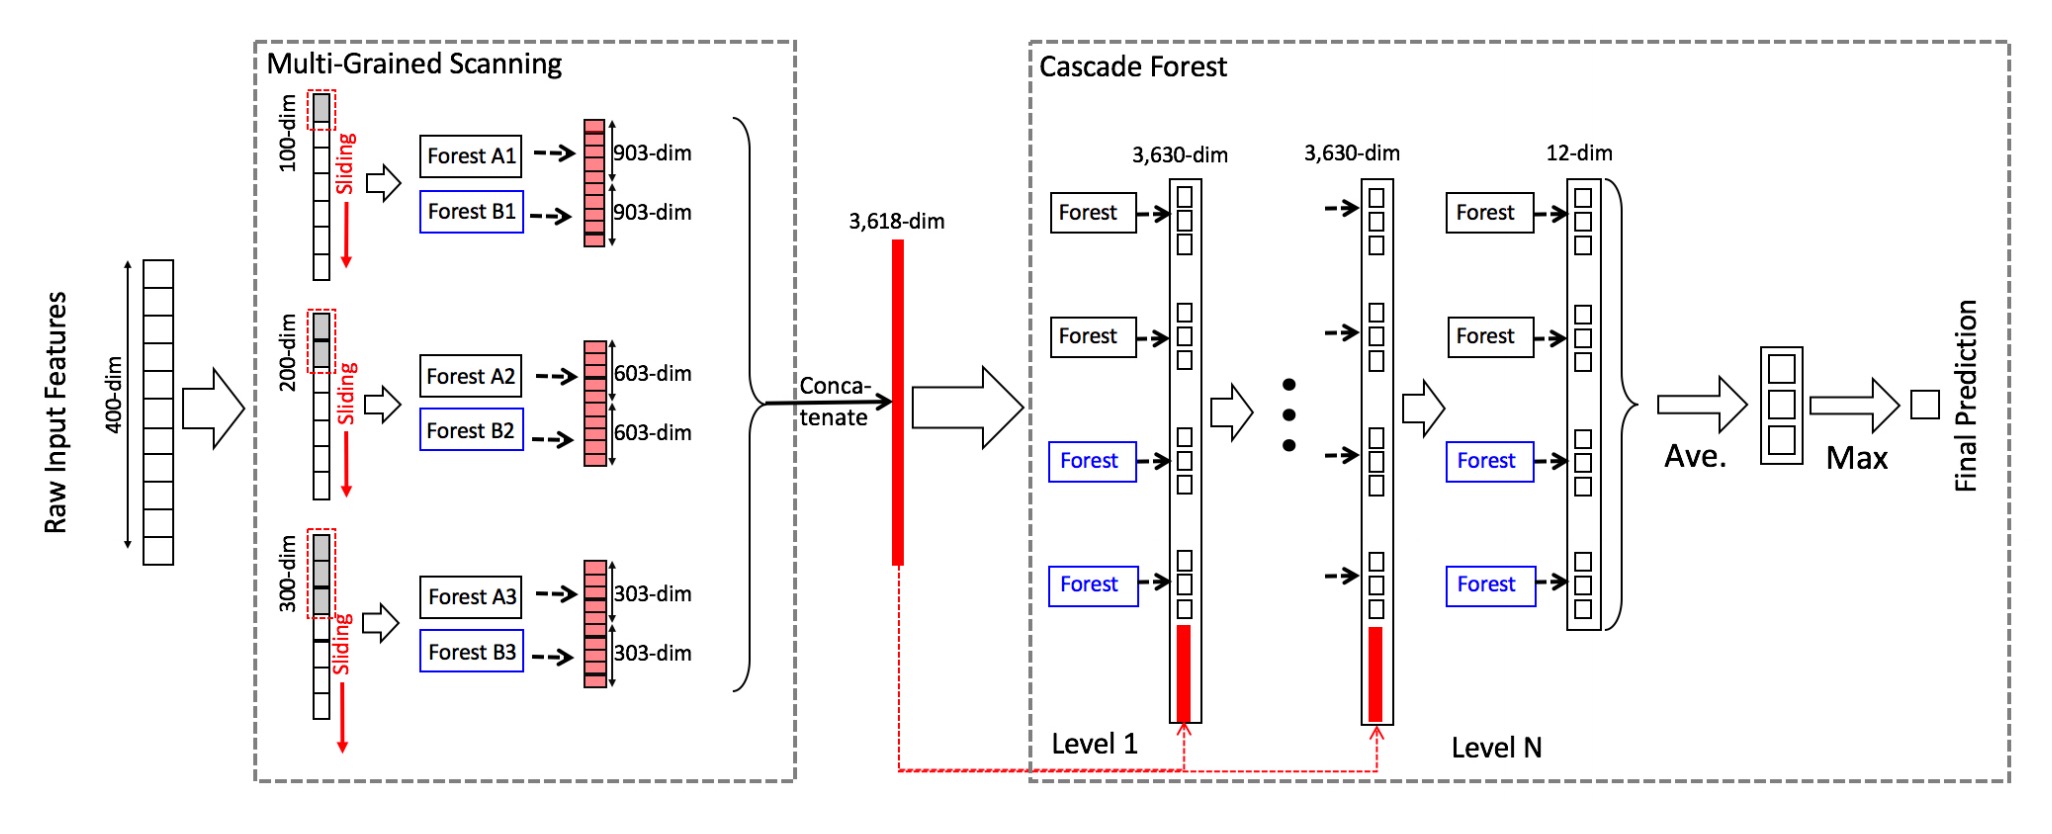 Raw Input Features
400-dim
Multi-Grained Scanning
100-dim
Sliding
Forest A1
Forest B1
903-dim
903-dim
200-dim
Sliding
Forest A2
Forest B2
603-dim
603-dim
300-dim
Sliding
Forest A3
Forest B3
303-dim
303-dim
Conca-
tenate
3,618-dim
Cascade Forest
3,630-dim
Forest
Forest
Forest
Forest
Level 1
3,630-dim
12-dim
Forest
Forest
Forest
Forest
Level N
Ave.
Max
Final Prediction